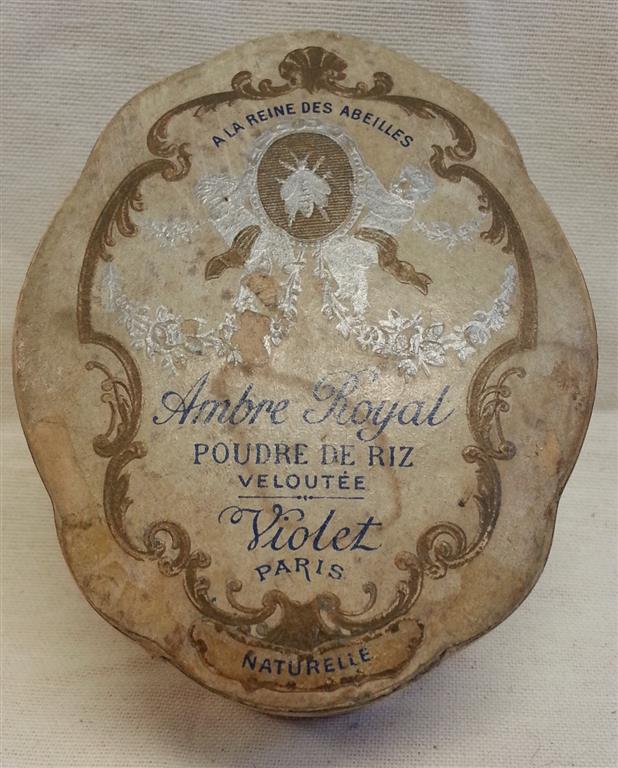 A LA REINE DES ABEILLES
Ambre Royal
POUDRE DE RIZ
VELOUTÉE
Violet
PARIS
NATURELLE